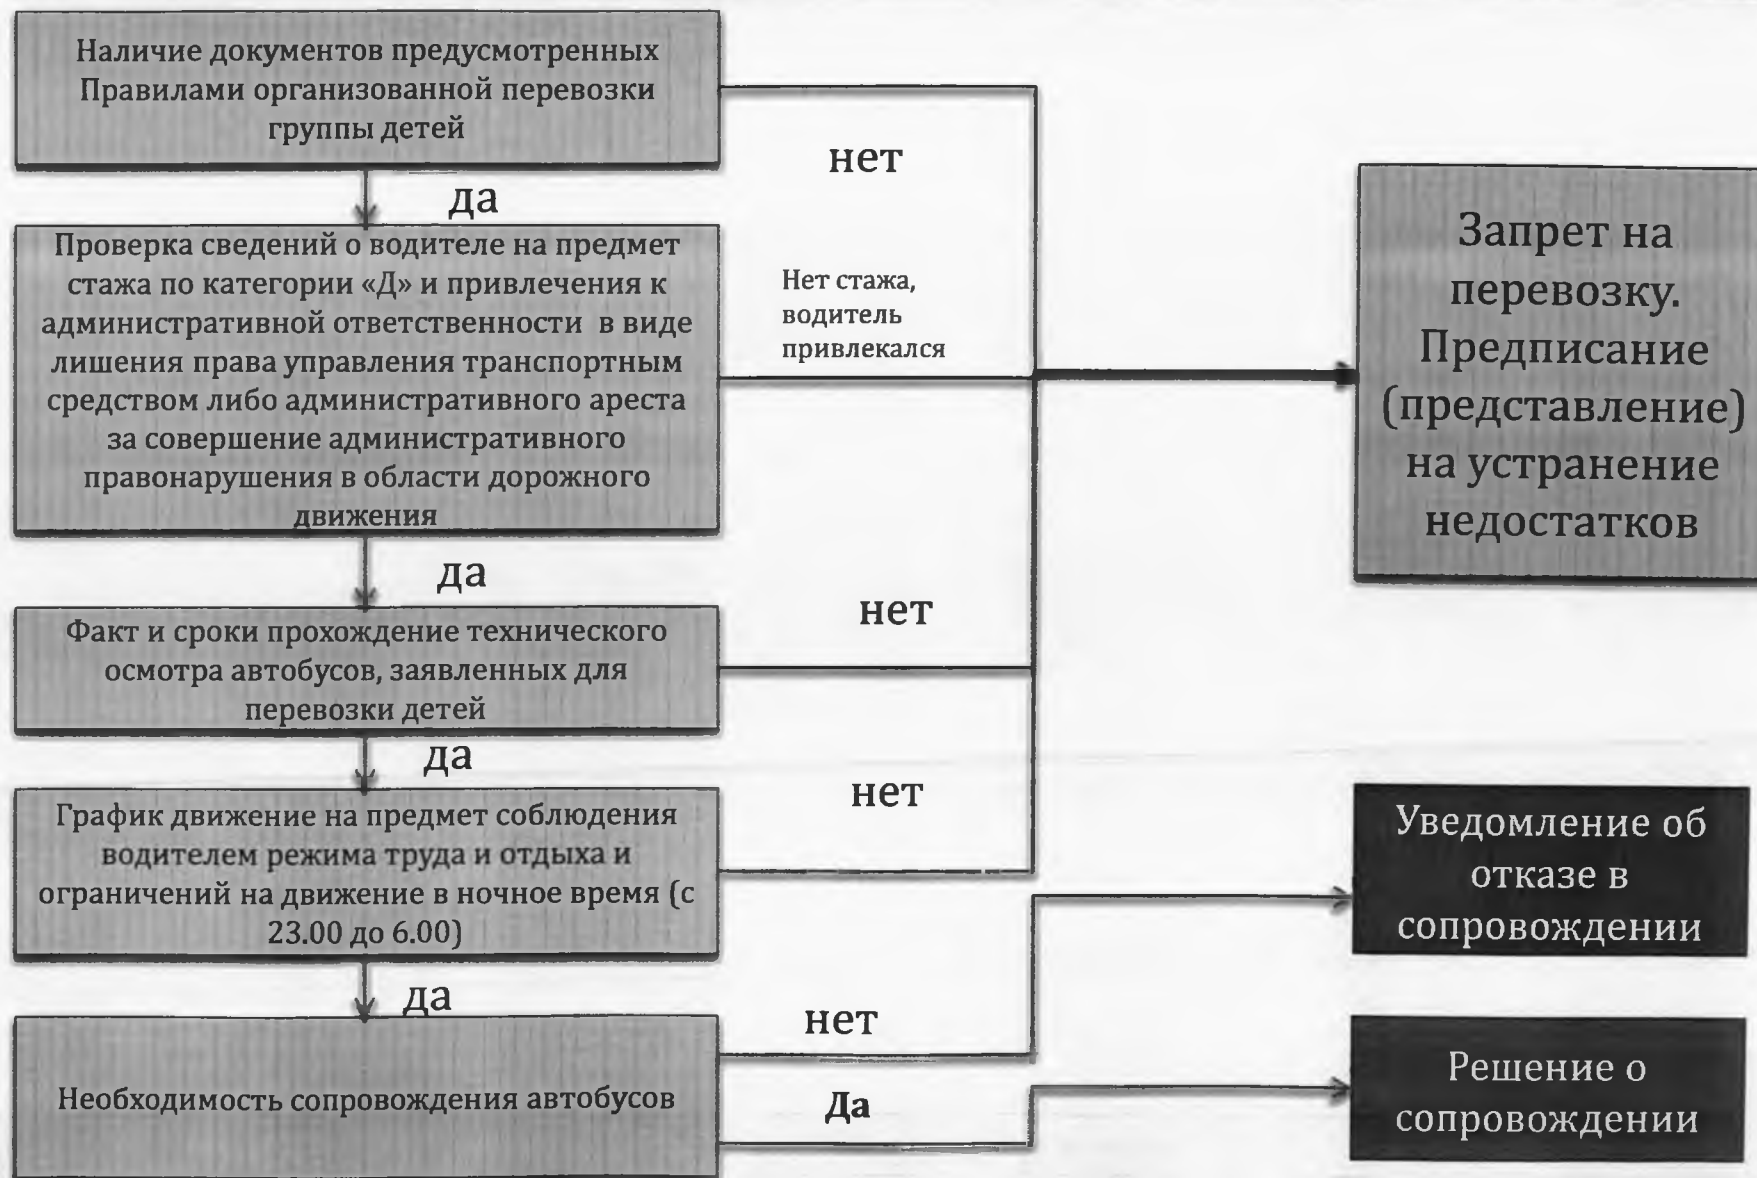 Наличие документов предусмотренных
Правилами организованной перевозки
группы детей
нет
да
Проверка сведений о водителе на предмет
стажа по категории «Д» и привлечения к
административной ответственности в виде
лишения права управления транспортным
средством либо административного ареста
за совершение административного
правонарушения в области дорожного
движения
Нет стажа,
водитель
привлекался
Запрет на
перевозку.
Предписание
(представление)
на устранение
недостатков
да
Факт и сроки прохождение технического
осмотра автобусов, заявленных для
перевозки детей
нет
да
График движение на предмет соблюдения
водителем режима труда и отдыха и
ограничений на движение в ночное время (с
23.00 до 6.00)
нет
Уведомление об
отказе в
сопровождении
да
Необходимость сопровождения автобусов
нет
Да
Решение о
сопровождении